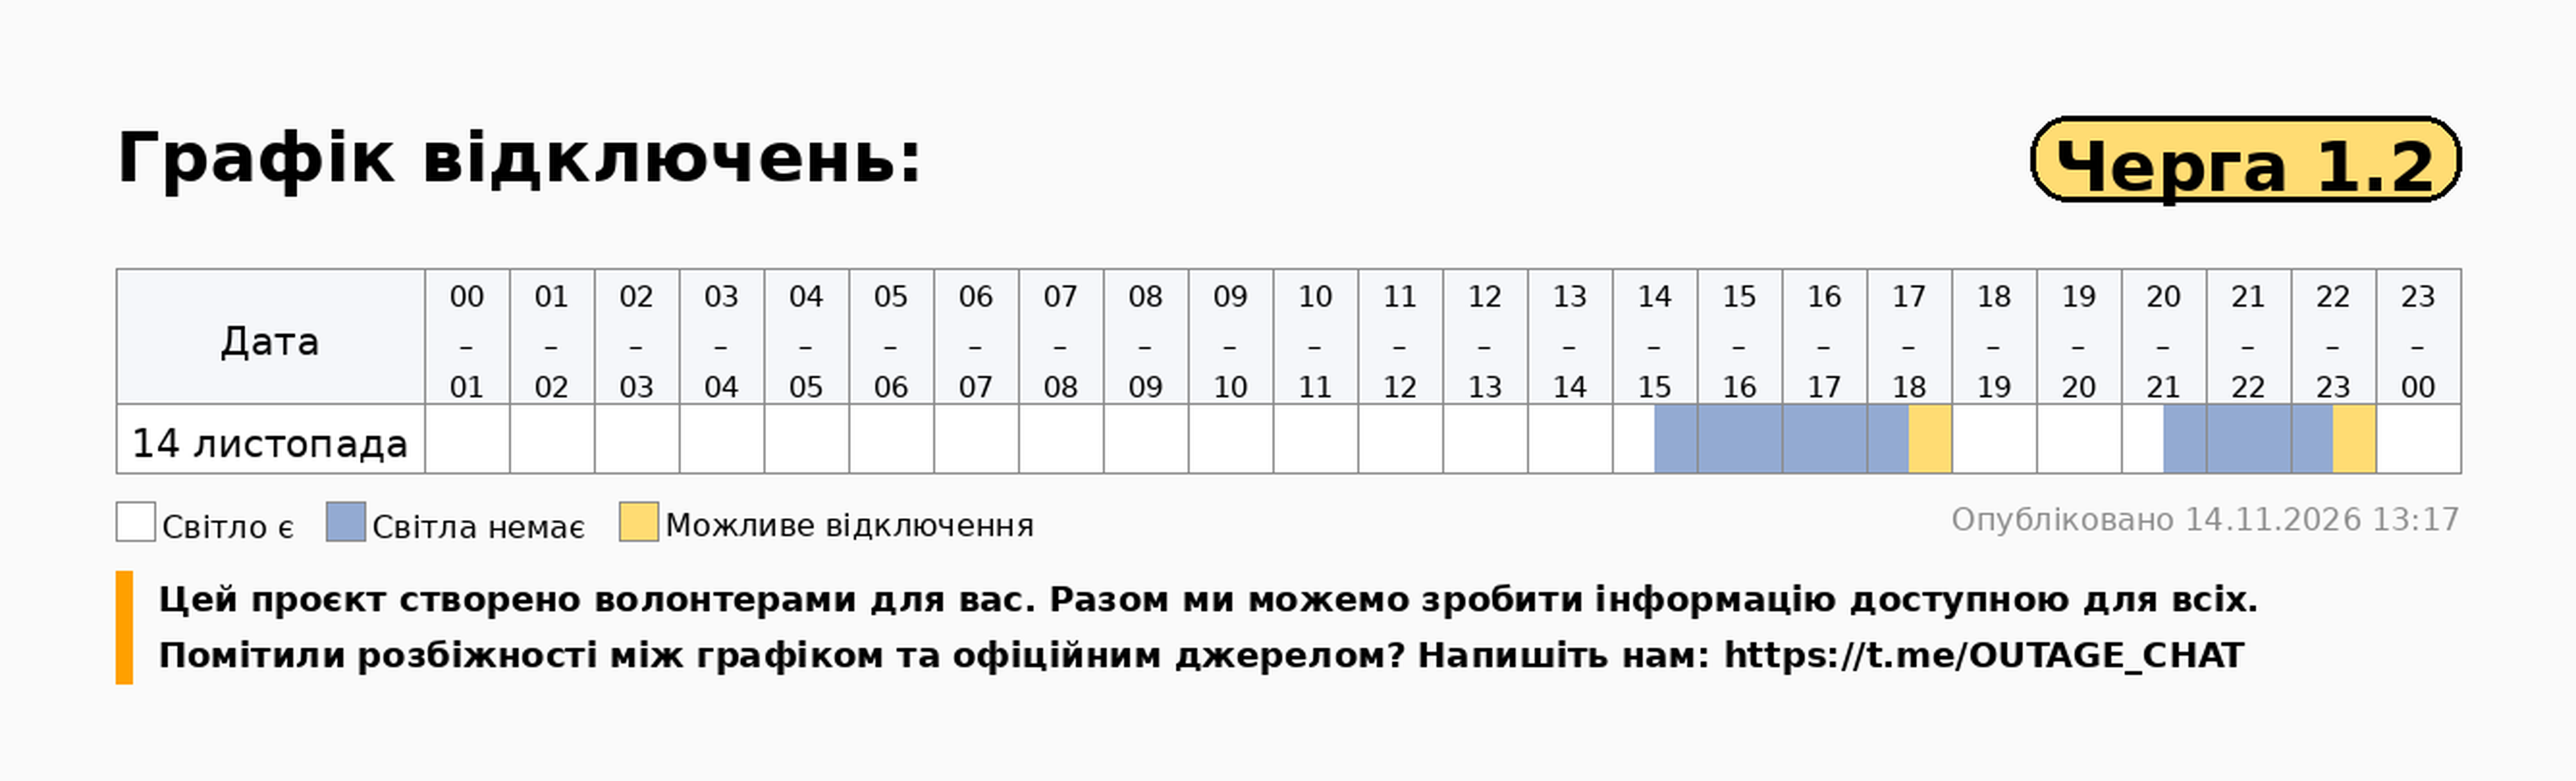 Графік відключень:
Черга 1.2
Дата
00 – 01
01 – 02
02 – 03
03 – 04
04 – 05
05 – 06
06 – 07
07 – 08
08 – 09
09 – 10
10 – 11
11 – 12
12 – 13
13 – 14
14 – 15
15 – 16
16 – 17
17 – 18
18 – 19
19 – 20
20 – 21
21 – 22
22 – 23
23 – 00
14 листопада
Світло є
Світла немає
Можливе відключення
Опубліковано 14.11.2026 13:17
Цей проєкт створено волонтерами для вас. Разом ми можемо зробити інформацію доступною для всіх.
Помітили розбіжності між графіком та офіційним джерелом? Напишіть нам: https://t.me/OUTAGE_CHAT